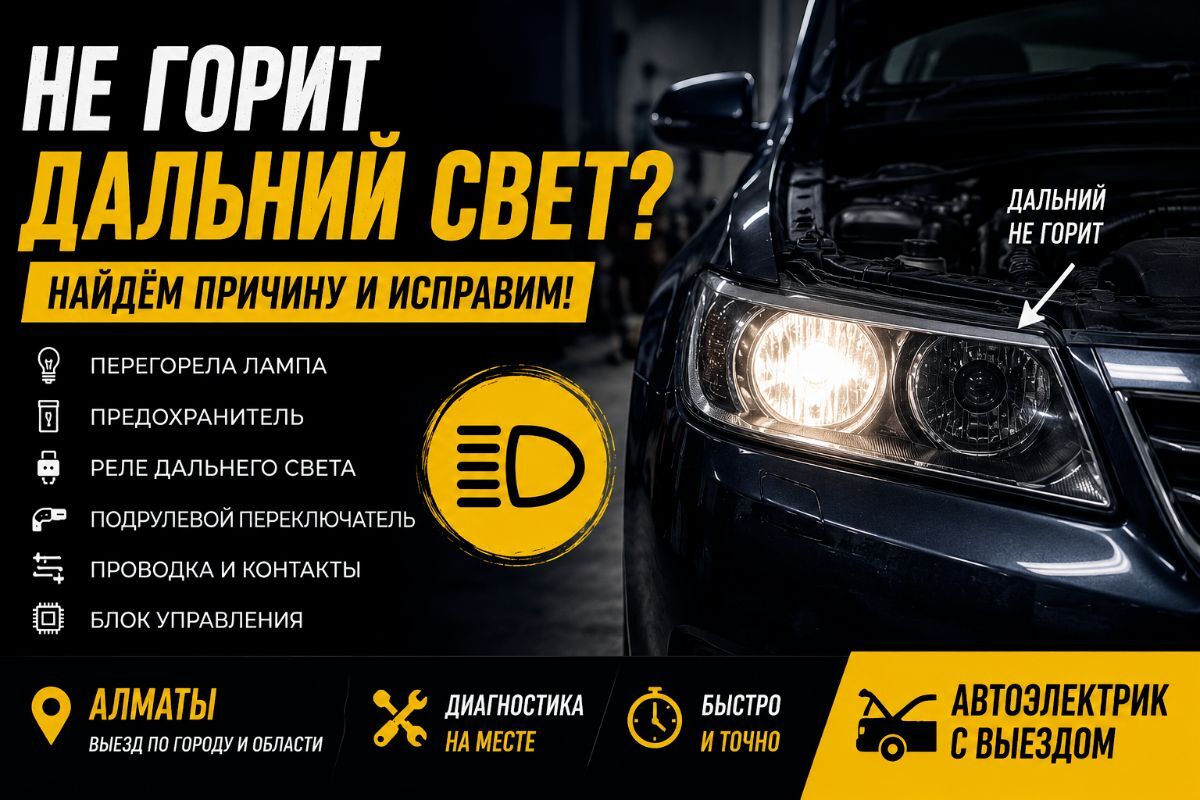 НЕ ГОРИТ
ДАЛЬНИЙ СВЕТ?
НАЙДЁМ ПРИЧИНУ И ИСПРАВИМ!
ПЕРЕГОРЕЛА ЛАМПА
ПРЕДОХРАНИТЕЛЬ
РЕЛЕ ДАЛЬНЕГО СВЕТА
ПОДРУЛЕВОЙ ПЕРЕКЛЮЧАТЕЛЬ
ПРОВОДКА И КОНТАКТЫ
БЛОК УПРАВЛЕНИЯ
ДАЛЬНИЙ
НЕ ГОРИТ
АЛМАТЫ
ВЫЕЗД ПО ГОРОДУ И ОБЛАСТИ
ДИАГНОСТИКА
НА МЕСТЕ
БЫСТРО
И ТОЧНО
АВТОЭЛЕКТРИК
С ВЫЕЗДОМ